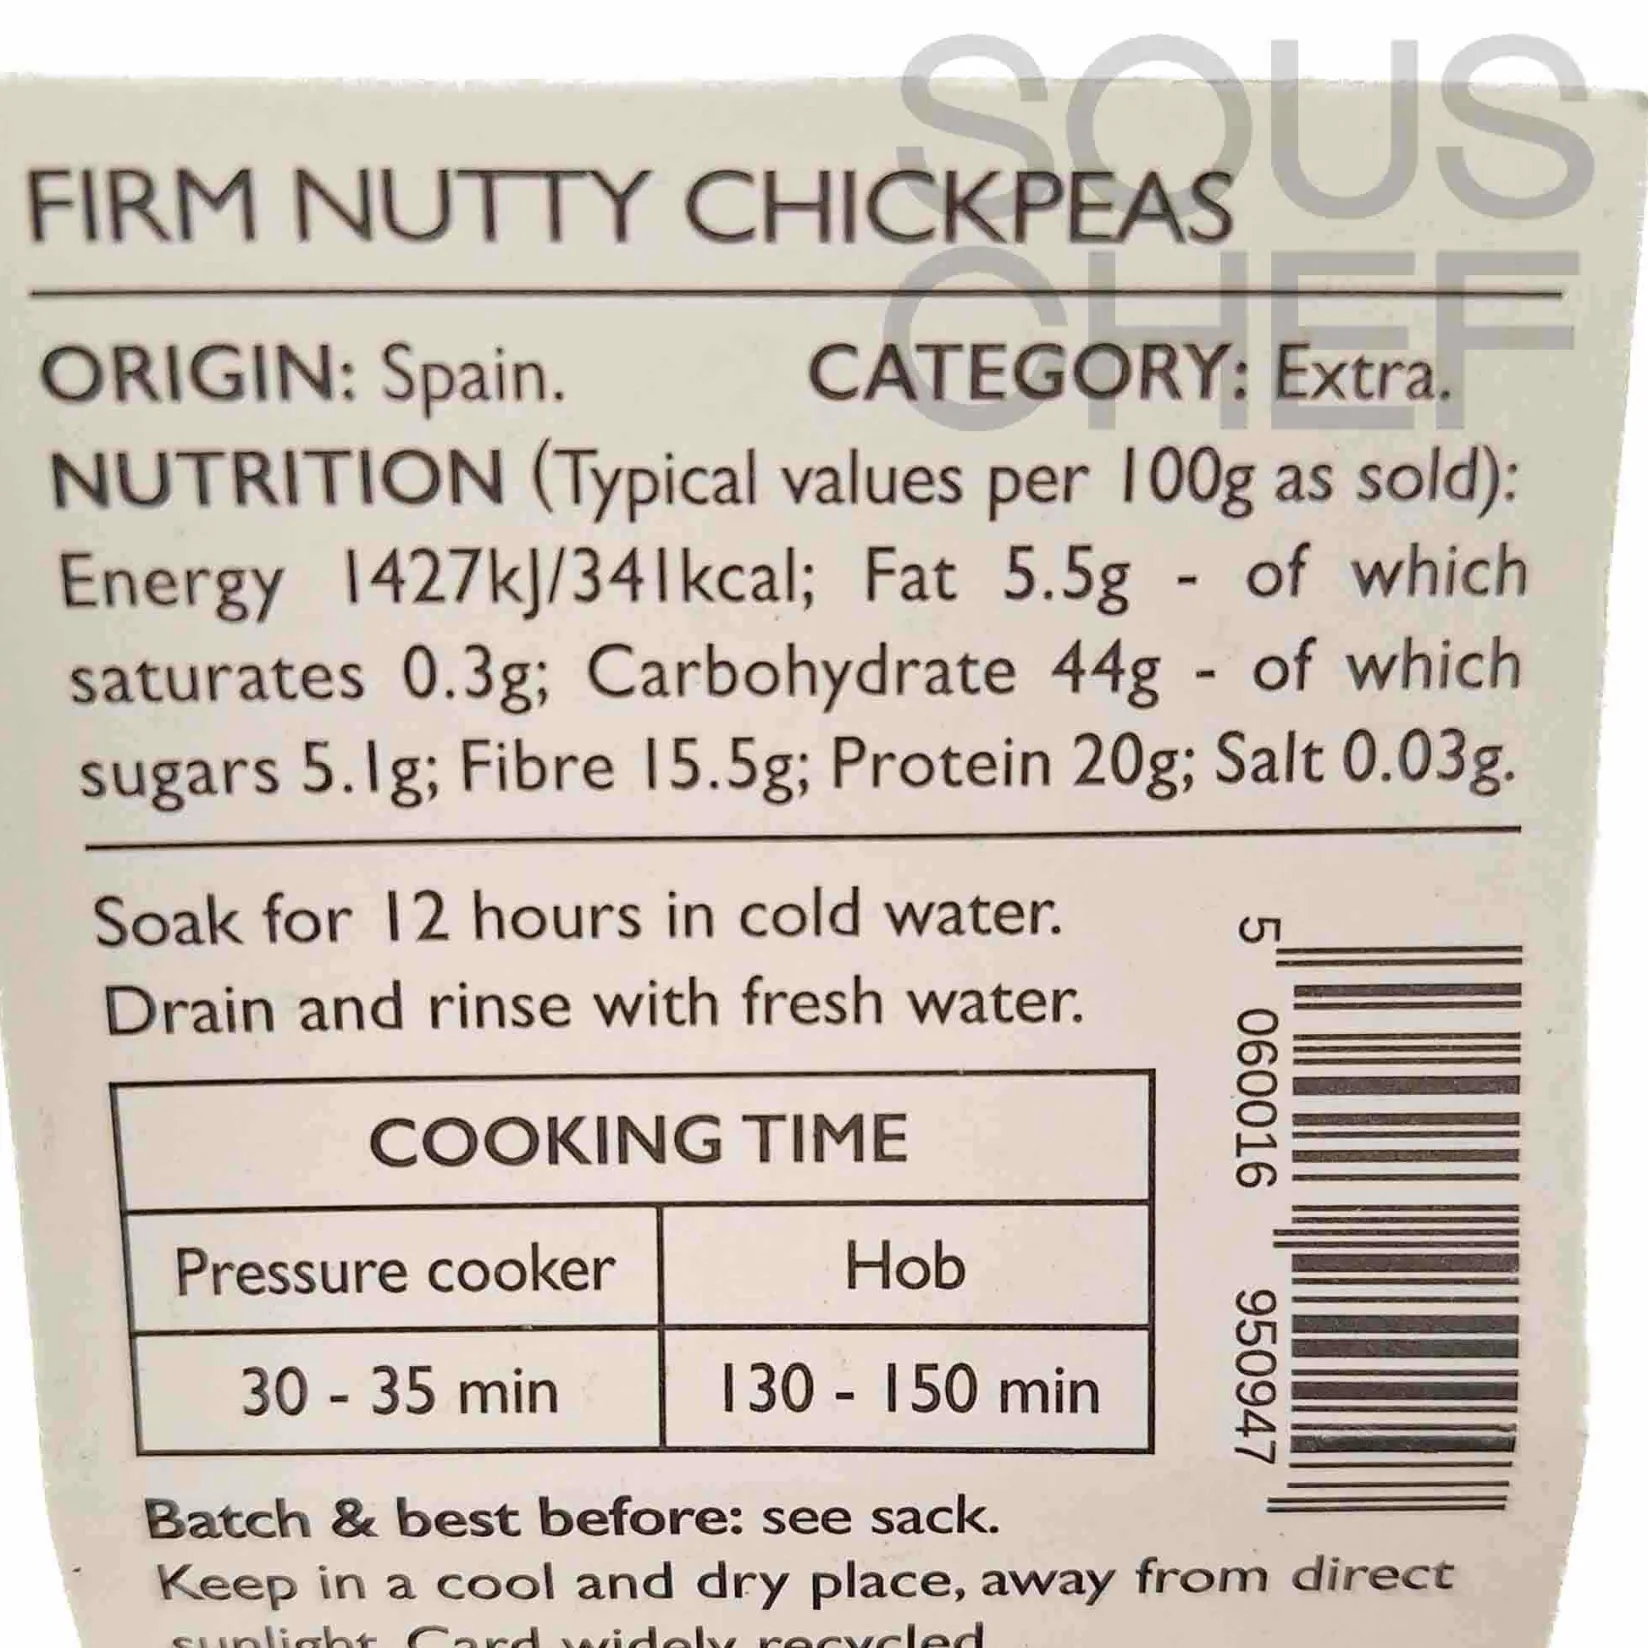 SOUS
CHEF
FIRM NUTTY CHICKPEAS
ORIGIN: Spain. CATEGORY: Extra.
NUTRITION (Typical values per 100g as sold):
Energy 1427kJ/341kcal; Fat 5.5g - of which
saturates 0.3g; Carbohydrate 44g - of which
sugars 5.1g; Fibre 15.5g; Protein 20g; Salt 0.03g.
Soak for 12 hours in cold water.
Drain and rinse with fresh water.
COOKING TIME
Pressure cooker Hob
30 - 35 min 130 - 150 min
5 060016 950947
Batch & best before: see sack.
Keep in a cool and dry place, away from direct
sunlight. Card widely recycled